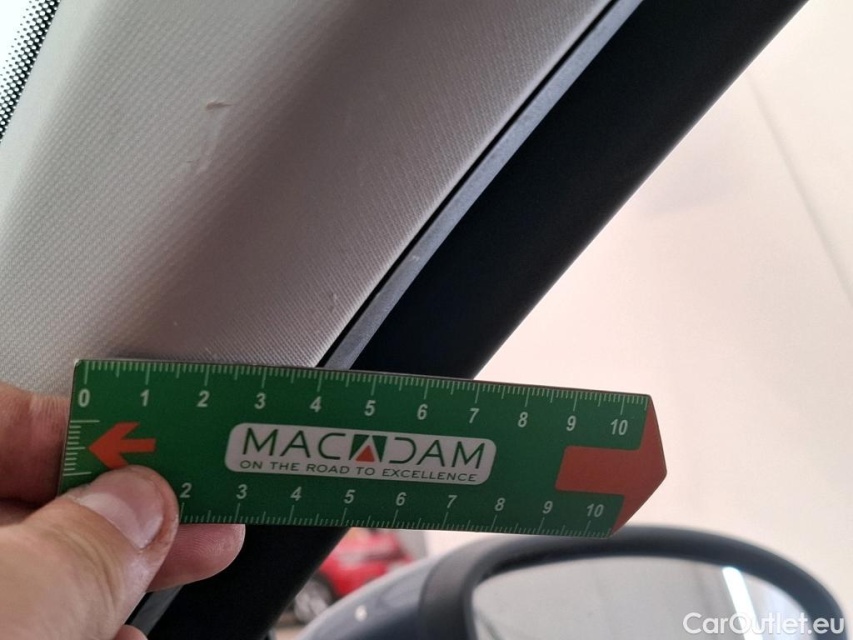 0 1 2 3 4 5 6 7 8 9 10
MACADAM
ON THE ROAD TO EXCELLENCE
2 3 4 5 6 7 8 9 10
CarOutlet.eu